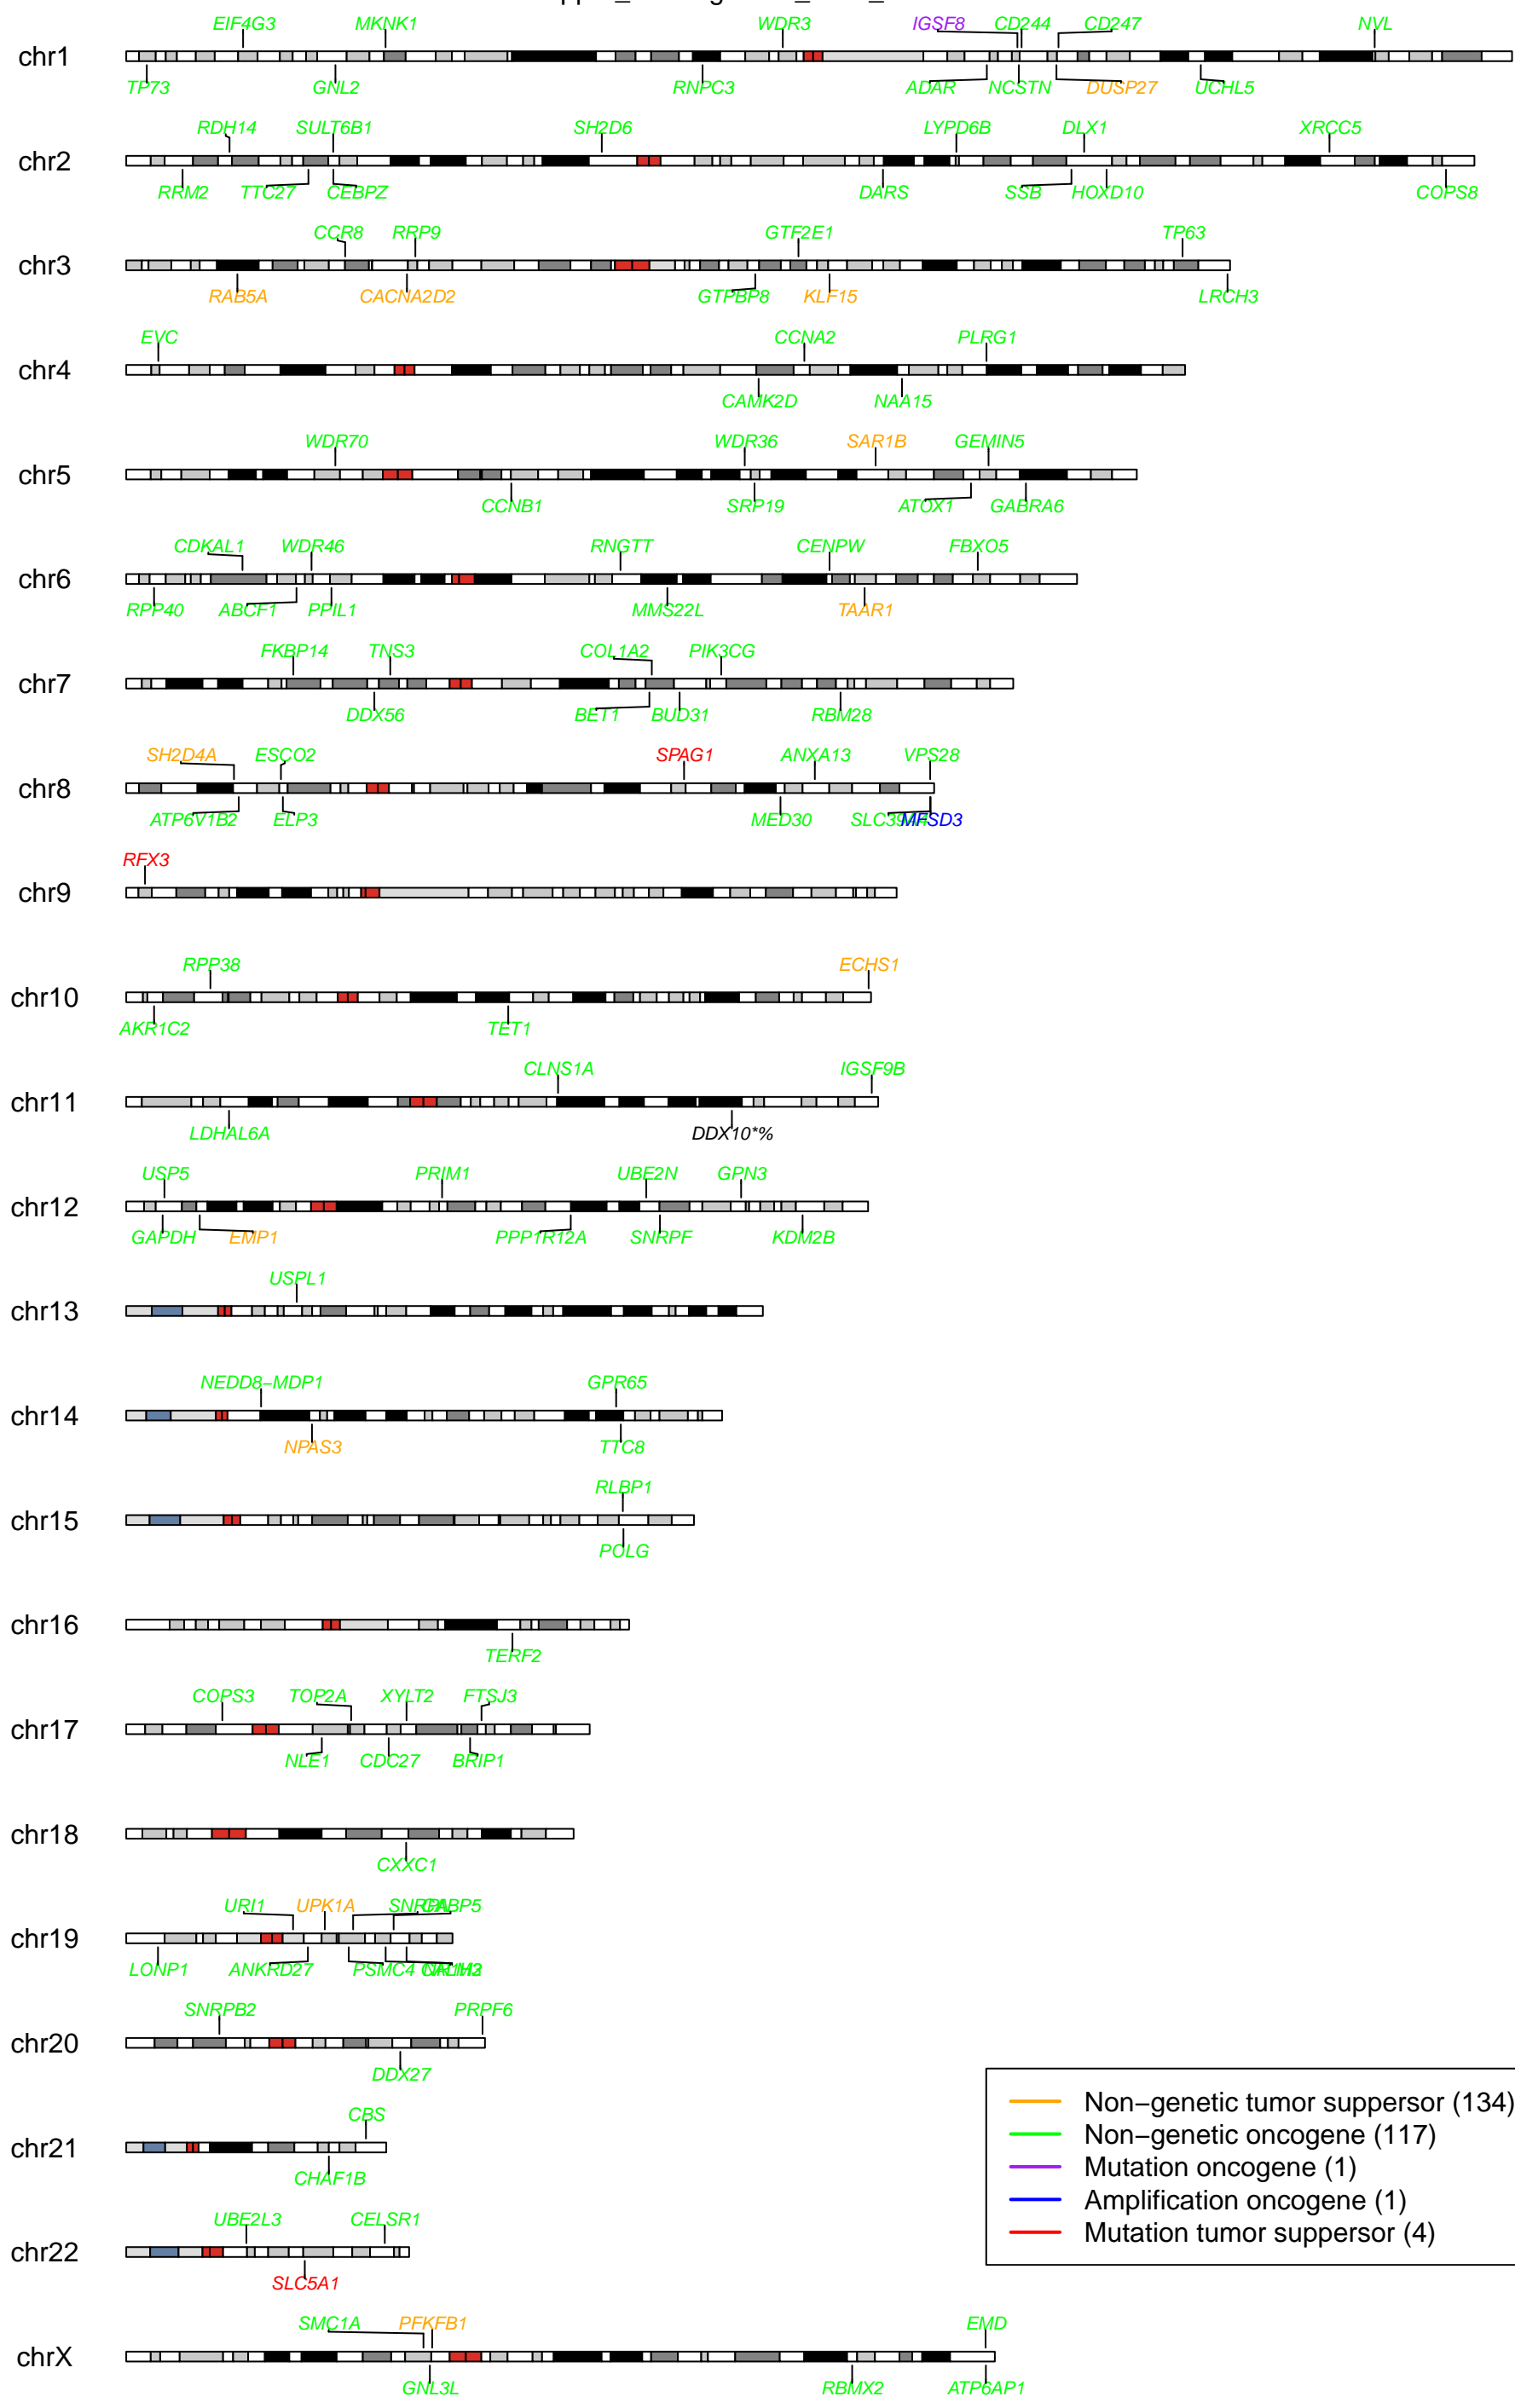 EIF4G3 MKNK1 WDR3 IGSF8 CD244 CD247 NVL
chr1
TP73 GNL2 RNPC3 ADAR NCSTN DUSP27 UCHL5
RDH14 SULT6B1 SH2D6 LYPD6B DLX1 XRCC5
chr2
RRM2 TTC27 CEBPZ DARS SSB HOXD10 COPS8
CCR8 RRP9 GTF2E1 TP63
chr3
RAB5A CACNA2D2 GTPBP8 KLF15 LRCH3
EVC CCNA2 PLRG1
chr4
CAMK2D NAA15
WDR70 WDR36 SAR1B GEMIN5
chr5
CCNB1 SRP19 ATOX1 GABRA6
CDKAL1 WDR46 RNGTT CENPW FBXO5
chr6
RPP40 ABCF1 PPIL1 MMS22L TAAR1
FKBP14 TNS3 COL1A2 PIK3CG
chr7
DDX56 BET1 BUD31 RBM28
SH2D4A ESCO2 SPAG1 ANXA13 VPS28
chr8
ATP6V1B2 ELP3 MED30 MFSD3
RFX3
chr9
RPP38 ECHS1
chr10
AKR1C2 TET1
CLNS1A IGSF9B
chr11
LDHAL6A DDX10*%
USP5 PRIM1 UBE2N GPN3
chr12
GAPDH EMP1 PPP1R12A SNRPF KDM2B
USPL1
chr13
NEDD8−MDP1 GPR65
chr14
NPAS3 TTC8
RLBP1
chr15
POLG
chr16
TERF2
COPS3 TOP2A XYLT2 FTSJ3
chr17
NLE1 CDC27 BRIP1
chr18
CXXC1
URI1 UPK1A CABP5
chr19
LONP1 ANKRD27 PSMC4
SNRPB2 PRPF6
chr20
DDX27
CBS
chr21
CHAF1B
UBE2L3 CELSR1
chr22
SLC5A1
SMC1A PFKFB1 EMD
chrX
GNL3L RBMX2 ATP6AP1
Non−genetic tumor suppersor (134)
Non−genetic oncogene (117)
Mutation oncogene (1)
Amplification oncogene (1)
Mutation tumor suppersor (4)